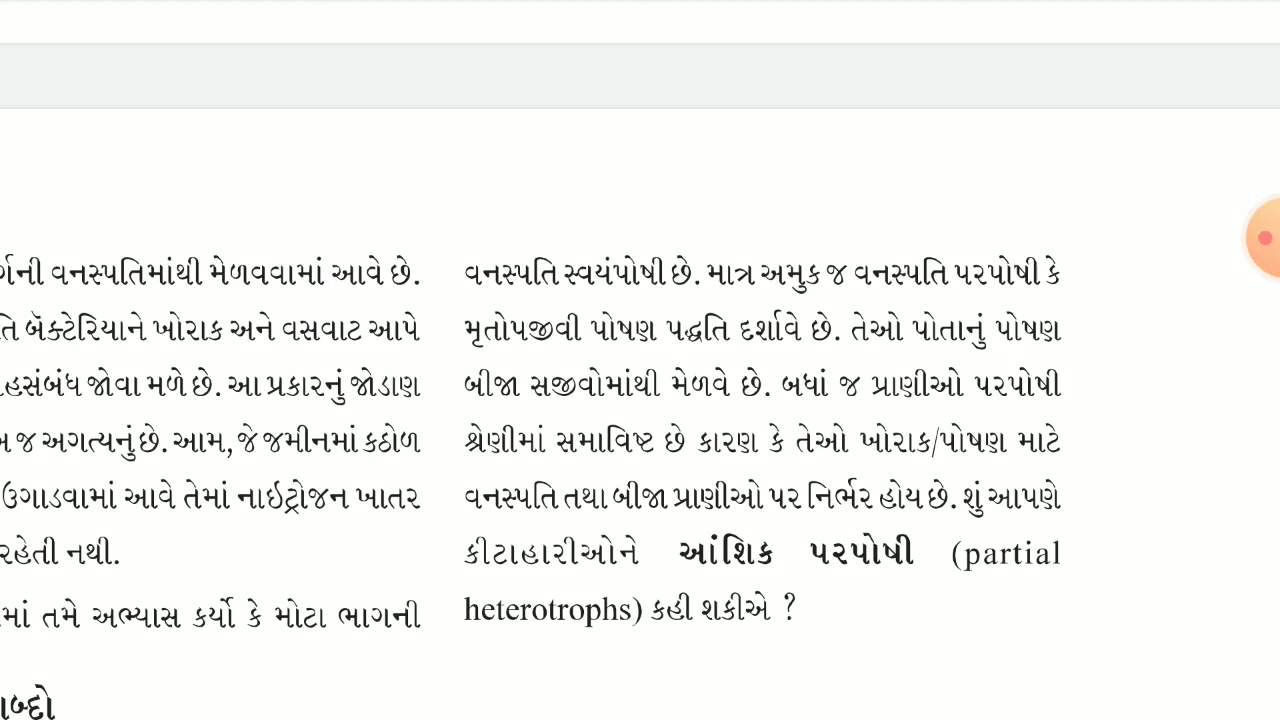 વનસ્પતિમાંથી મેળવવામાં આવે છે.
બૅક્ટેરિયાને ખોરાક અને વસવાટ આપે
જોવા મળે છે. આ પ્રકારનું જોડાણ
જ અગત્યનું છે. આમ, જે જમીનમાં કઠોળ
ઉગાડવામાં આવે તેમાં નાઇટ્રોજન ખાતર
રહેતી નથી.
તમે અભ્યાસ કર્યો કે મોટા ભાગની
વનસ્પતિ સ્વયંપોષી છે. માત્ર અમુક જ વનસ્પતિ પરપોષી કે
મૃતોપજીવી પોષણ પદ્ધતિ દર્શાવે છે. તેઓ પોતાનું પોષણ
બીજા સજીવોમાંથી મેળવે છે. બધાં જ પ્રાણીઓ પરપોષી
શ્રેણીમાં સમાવિષ્ટ છે કારણ કે તેઓ ખોરાક/પોષણ માટે
વનસ્પતિ તથા બીજા પ્રાણીઓ પર નિર્ભર હોય છે. શું આપણે
કીટાહારીઓને આંશિક પરપોષી (partial
heterotrophs) કહી શકીએ ?